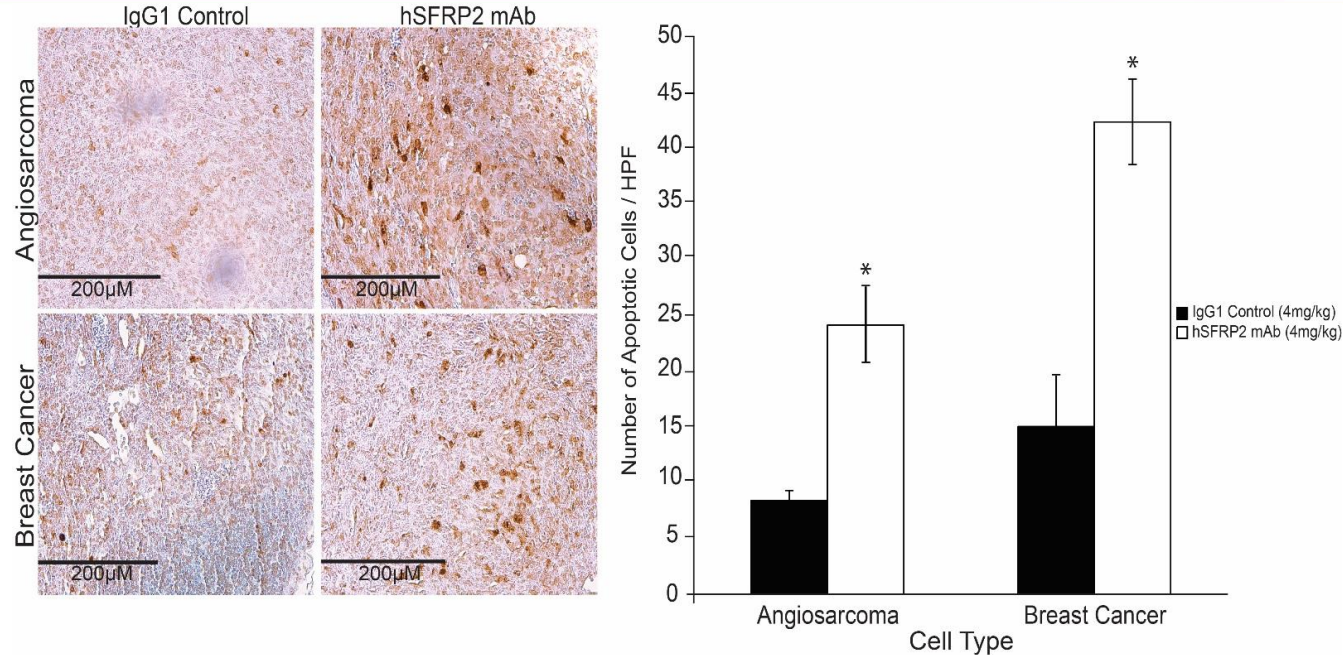 IgG1 Control
hSFRP2 mAb
Angiosarcoma
200µM
200µM
Breast Cancer
200µM
200µM
Number of Apoptotic Cells / HPF
50
45
40
35
30
25
20
15
10
5
0
*
*
Angiosarcoma
Breast Cancer
Cell Type
IgG1 Control (4mg/kg)
hSFRP2 mAb (4mg/kg)